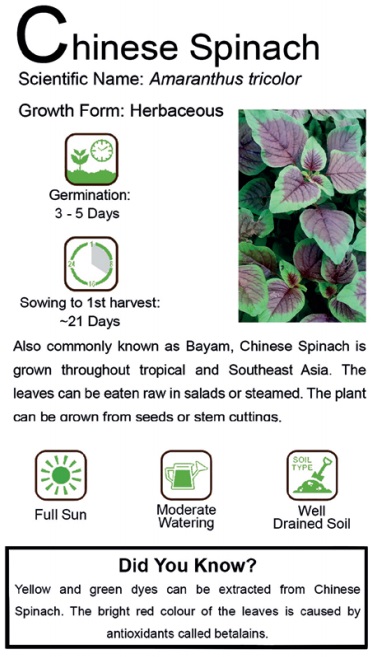 Chinese Spinach
Scientific Name: Amaranthus tricolor
Growth Form: Herbaceous
Germination:
3 - 5 Days
Sowing to 1st harvest:
~21 Days
Also commonly known as Bayam, Chinese Spinach is
grown throughout tropical and Southeast Asia. The
leaves can be eaten raw in salads or steamed. The plant
can be grown from seeds or stem cuttings.
SOIL
TYPE
Full Sun
Moderate
Watering
Well
Drained Soil
Did You Know?
Yellow and green dyes can be extracted from Chinese
Spinach. The bright red colour of the leaves is caused by
antioxidants called betalains.